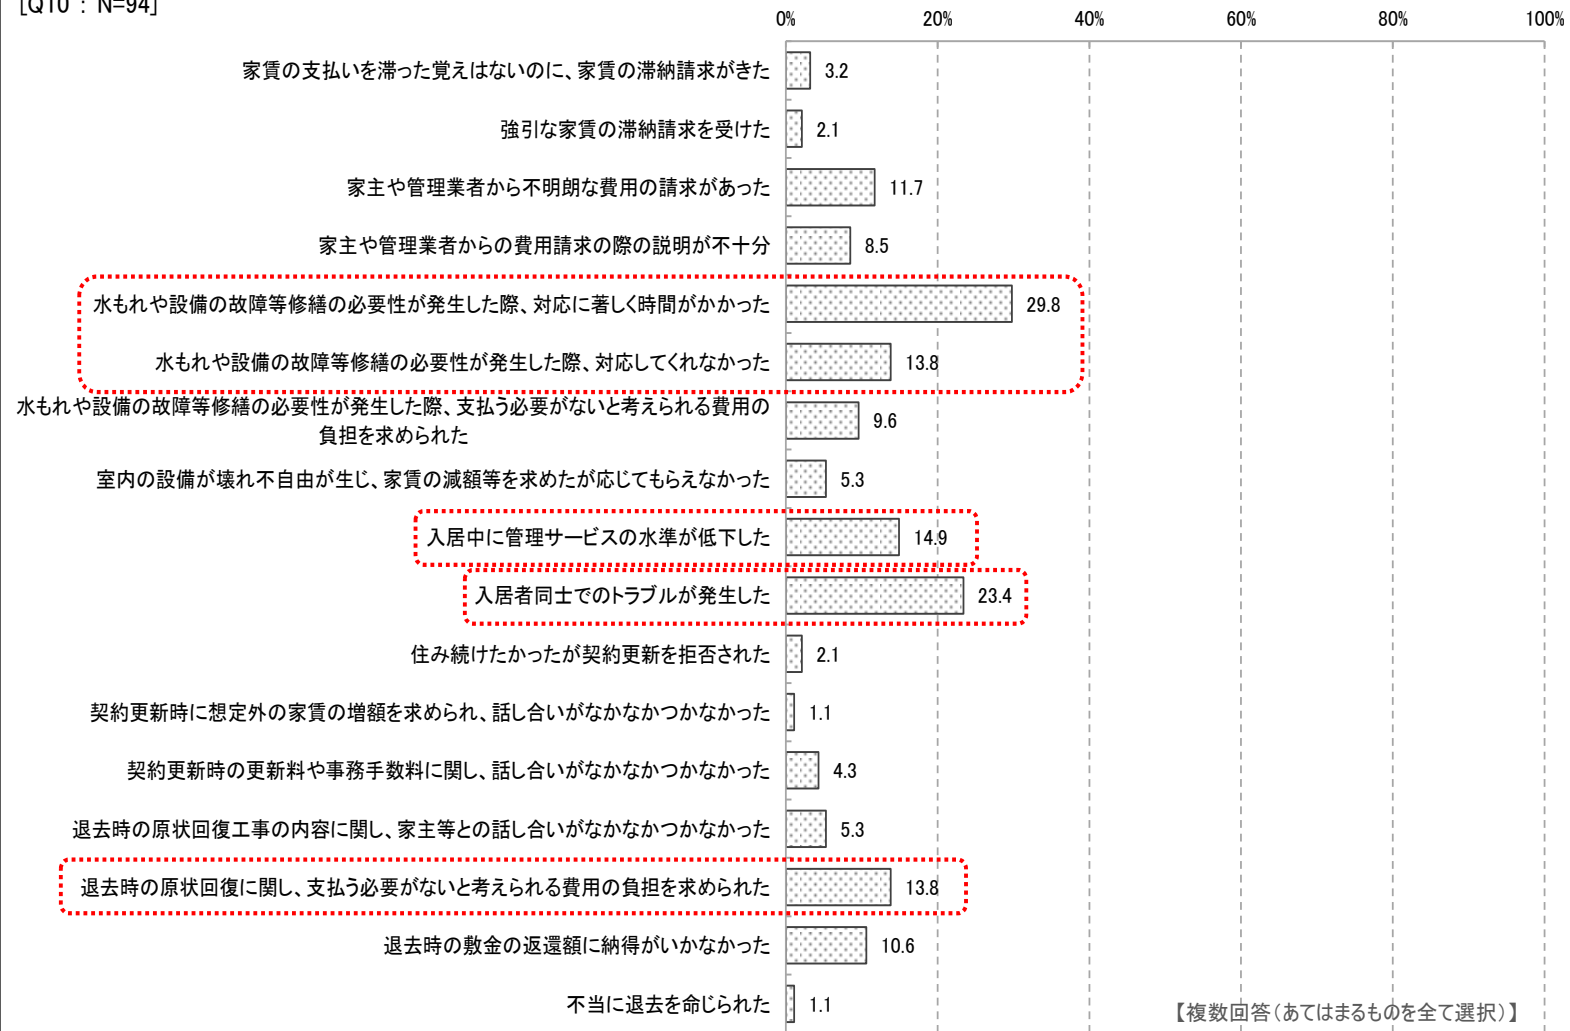 [Q10 : N=94]
0% 20% 40% 60% 80% 100%
家賃の支払いを滞った覚えはないのに、家賃の滞納請求がきた 3.2
強引な家賃の滞納請求を受けた 2.1
家主や管理業者から不明朗な費用の請求があった 11.7
家主や管理業者からの費用請求の際の説明が不十分 8.5
水もれや設備の故障等修繕の必要性が発生した際、対応に著しく時間がかかった 29.8
水もれや設備の故障等修繕の必要性が発生した際、対応してくれなかった 13.8
水もれや設備の故障等修繕の必要性が発生した際、支払う必要がないと考えられる費用の
負担を求められた 9.6
室内の設備が壊れ不自由が生じ、家賃の減額等を求めたが応じてもらえなかった 5.3
入居中に管理サービスの水準が低下した 14.9
入居者同士でのトラブルが発生した 23.4
住み続けたかったが契約更新を拒否された 2.1
契約更新時に想定外の家賃の増額を求められ、話し合いがなかなかつかなかった 1.1
契約更新時の更新料や事務手数料に関し、話し合いがなかなかつかなかった 4.3
退去時の原状回復工事の内容に関し、家主等との話し合いがなかなかつかなかった 5.3
退去時の原状回復に関し、支払う必要がないと考えられる費用の負担を求められた 13.8
退去時の敷金の返還額に納得がいかなかった 10.6
不当に退去を命じられた 1.1
【複数回答(あてはまるものを全て選択)】